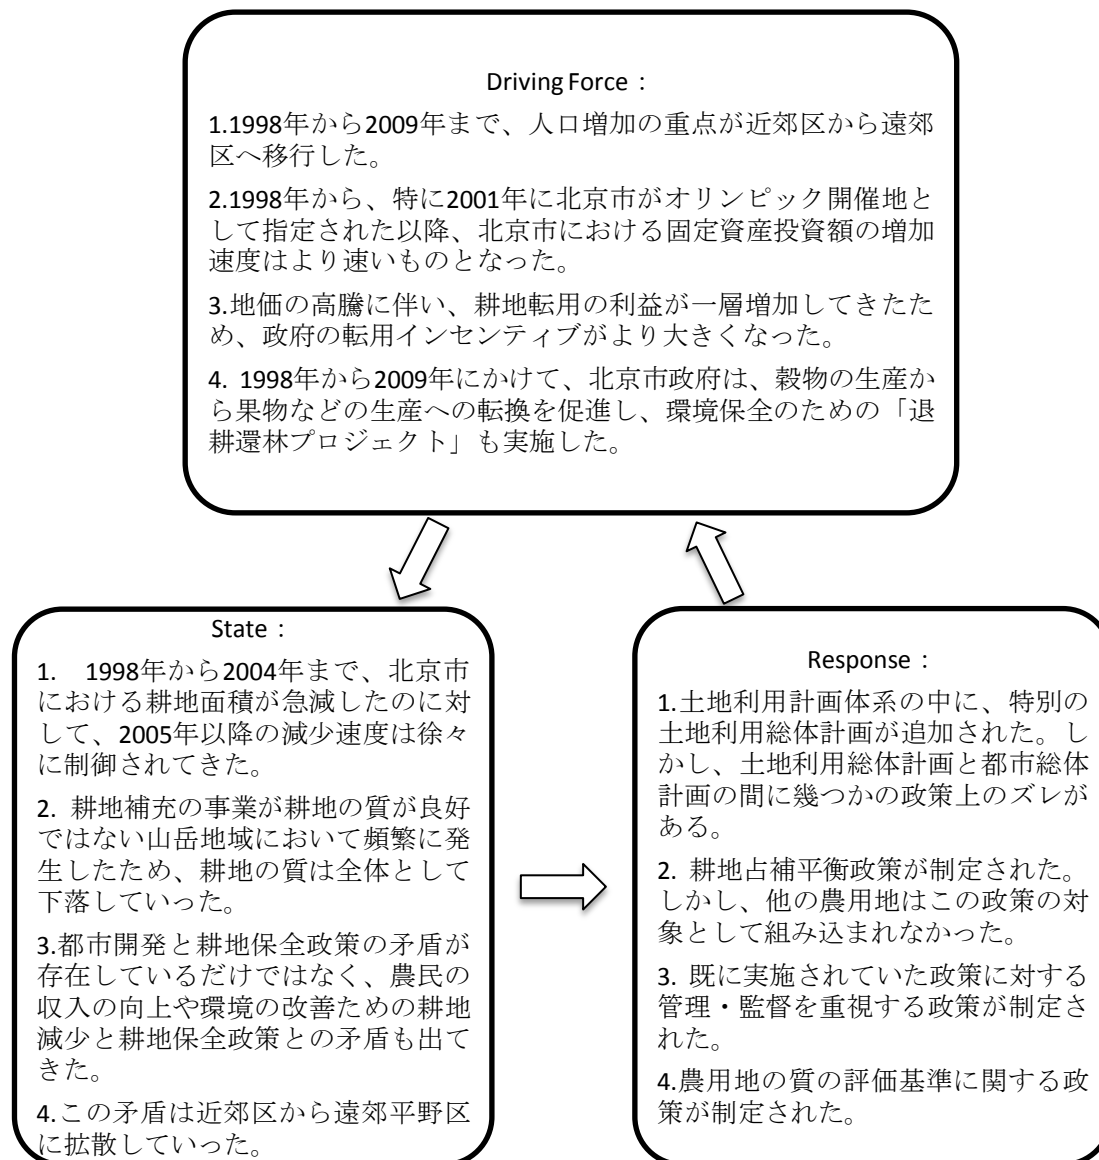 Driving Force：
1.1998年から2009年まで、人口増加の重点が近郊区から遠郊
区へ移行した。
2.1998年から、特に2001年に北京市がオリンピック開催地と
して指定された以降、北京市における固定資産投資額の増加
速度はより速いものとなった。
3.地価の高騰に伴い、耕地転用の利益が一層増加してきたた
め、政府の転用インセンティブがより大きくなった。
4. 1998年から2009年にかけて、北京市政府は、穀物の生産か
ら果物などの生産への転換を促進し、環境保全のための「退
耕還林プロジェクト」も実施した。
State：
1. 1998年から2004年まで、北京市
における耕地面積が急減したのに対
して、2005年以降の減少速度は徐々
に制御されてきた。
2. 耕地補充の事業が耕地の質が良好
ではない山岳地域において頻繁に発
生したため、耕地の質は全体として
下落していった。
3.都市開発と耕地保全政策の矛盾が
存在しているだけではなく、農民の
収入の向上や環境の改善ための耕地
減少と耕地保全政策との矛盾も出て
きた。
4.この矛盾は近郊区から遠郊平野区
に拡散していった。
Response：
1.土地利用計画体系の中に、特別の
土地利用総体計画が追加された。し
かし、土地利用総体計画と都市総体
計画の間に幾つかの政策上のズレが
ある。
2. 耕地占補平衡政策が制定された。
しかし、他の農用地はこの政策の対
象として組み込まれなかった。
3. 既に実施されていた政策に対する
管理・監督を重視する政策が制定さ
れた。
4.農用地の質の評価基準に関する政
策が制定された。